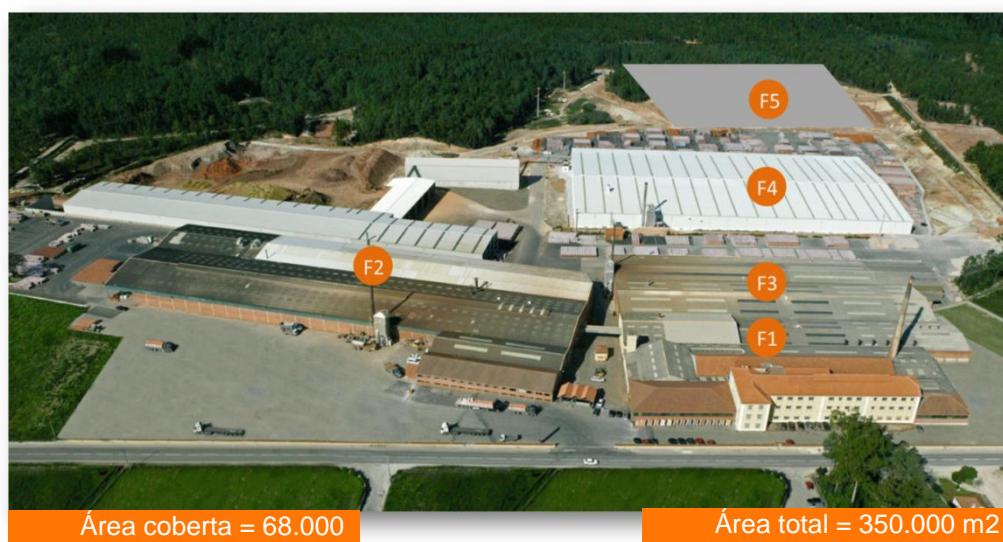 F5
F4
F2
F3
F1
Área coberta = 68.000
Área total = 350.000 m2